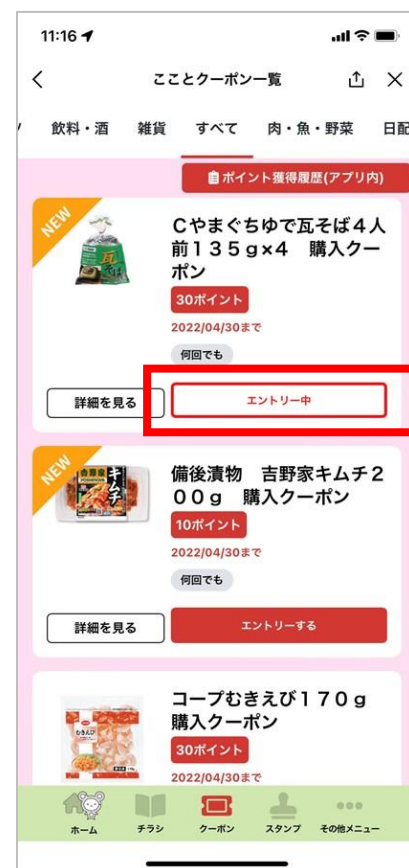 11:16
ここ とクーポン一覧
飲料・酒 雑貨 すべて 肉・魚・野菜 日配
ポイント獲得履歴(アプリ内)
NEW
Cやまぐちゆで瓦そば4人
前135g×4 購入クー
ポン
30ポイント
2022/04/30まで
何回でも
詳細を見る エントリー中
NEW
備後漬物 吉野家キムチ2
00g 購入クーポン
10ポイント
2022/04/30まで
何回でも
詳細を見る エントリーする
コープむきえび170g
購入クーポン
30ポイント
2022/04/30まで
ホーム チラシ クーポン スタンプ その他メニュー